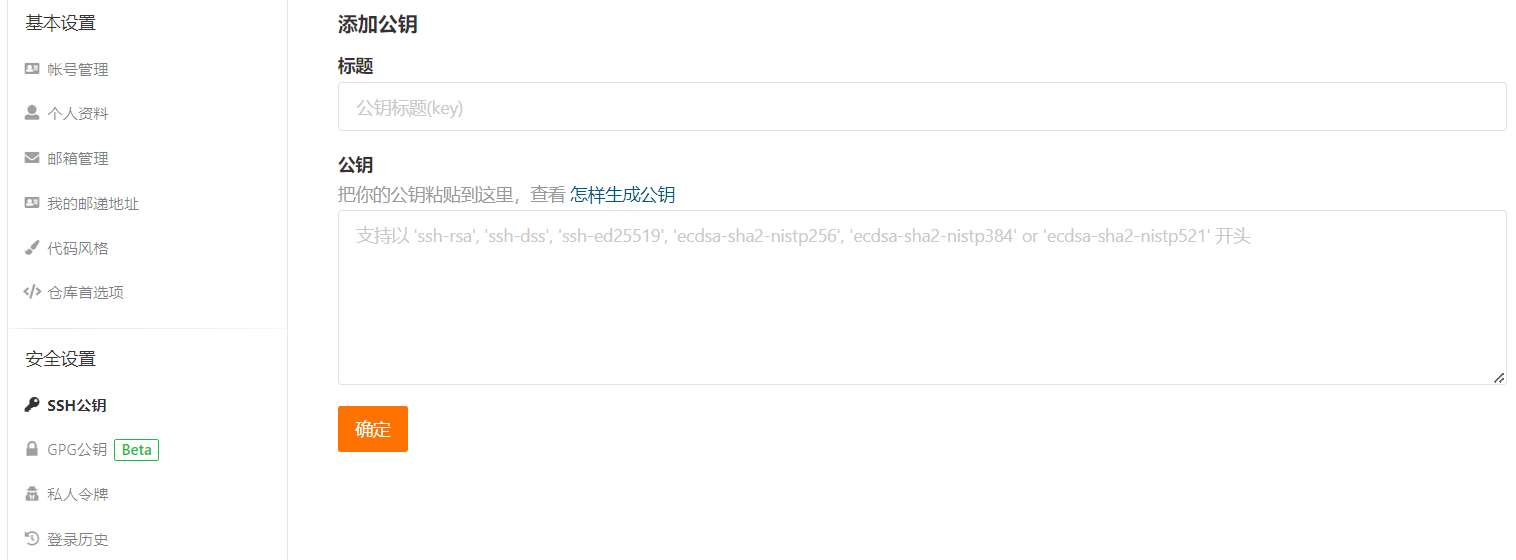 基本设置
帐号管理
个人资料
邮箱管理
我的邮递地址
代码风格
仓库首选项
安全设置
SSH公钥
GPG公钥 Beta
私人令牌
登录历史
添加公钥
标题
公钥标题(key)
公钥
把你的公钥粘贴到这里，查看 怎样生成公钥
支持以 'ssh-rsa', 'ssh-dss', 'ssh-ed25519', 'ecdsa-sha2-nistp256', 'ecdsa-sha2-nistp384' or 'ecdsa-sha2-nistp521' 开头
确定